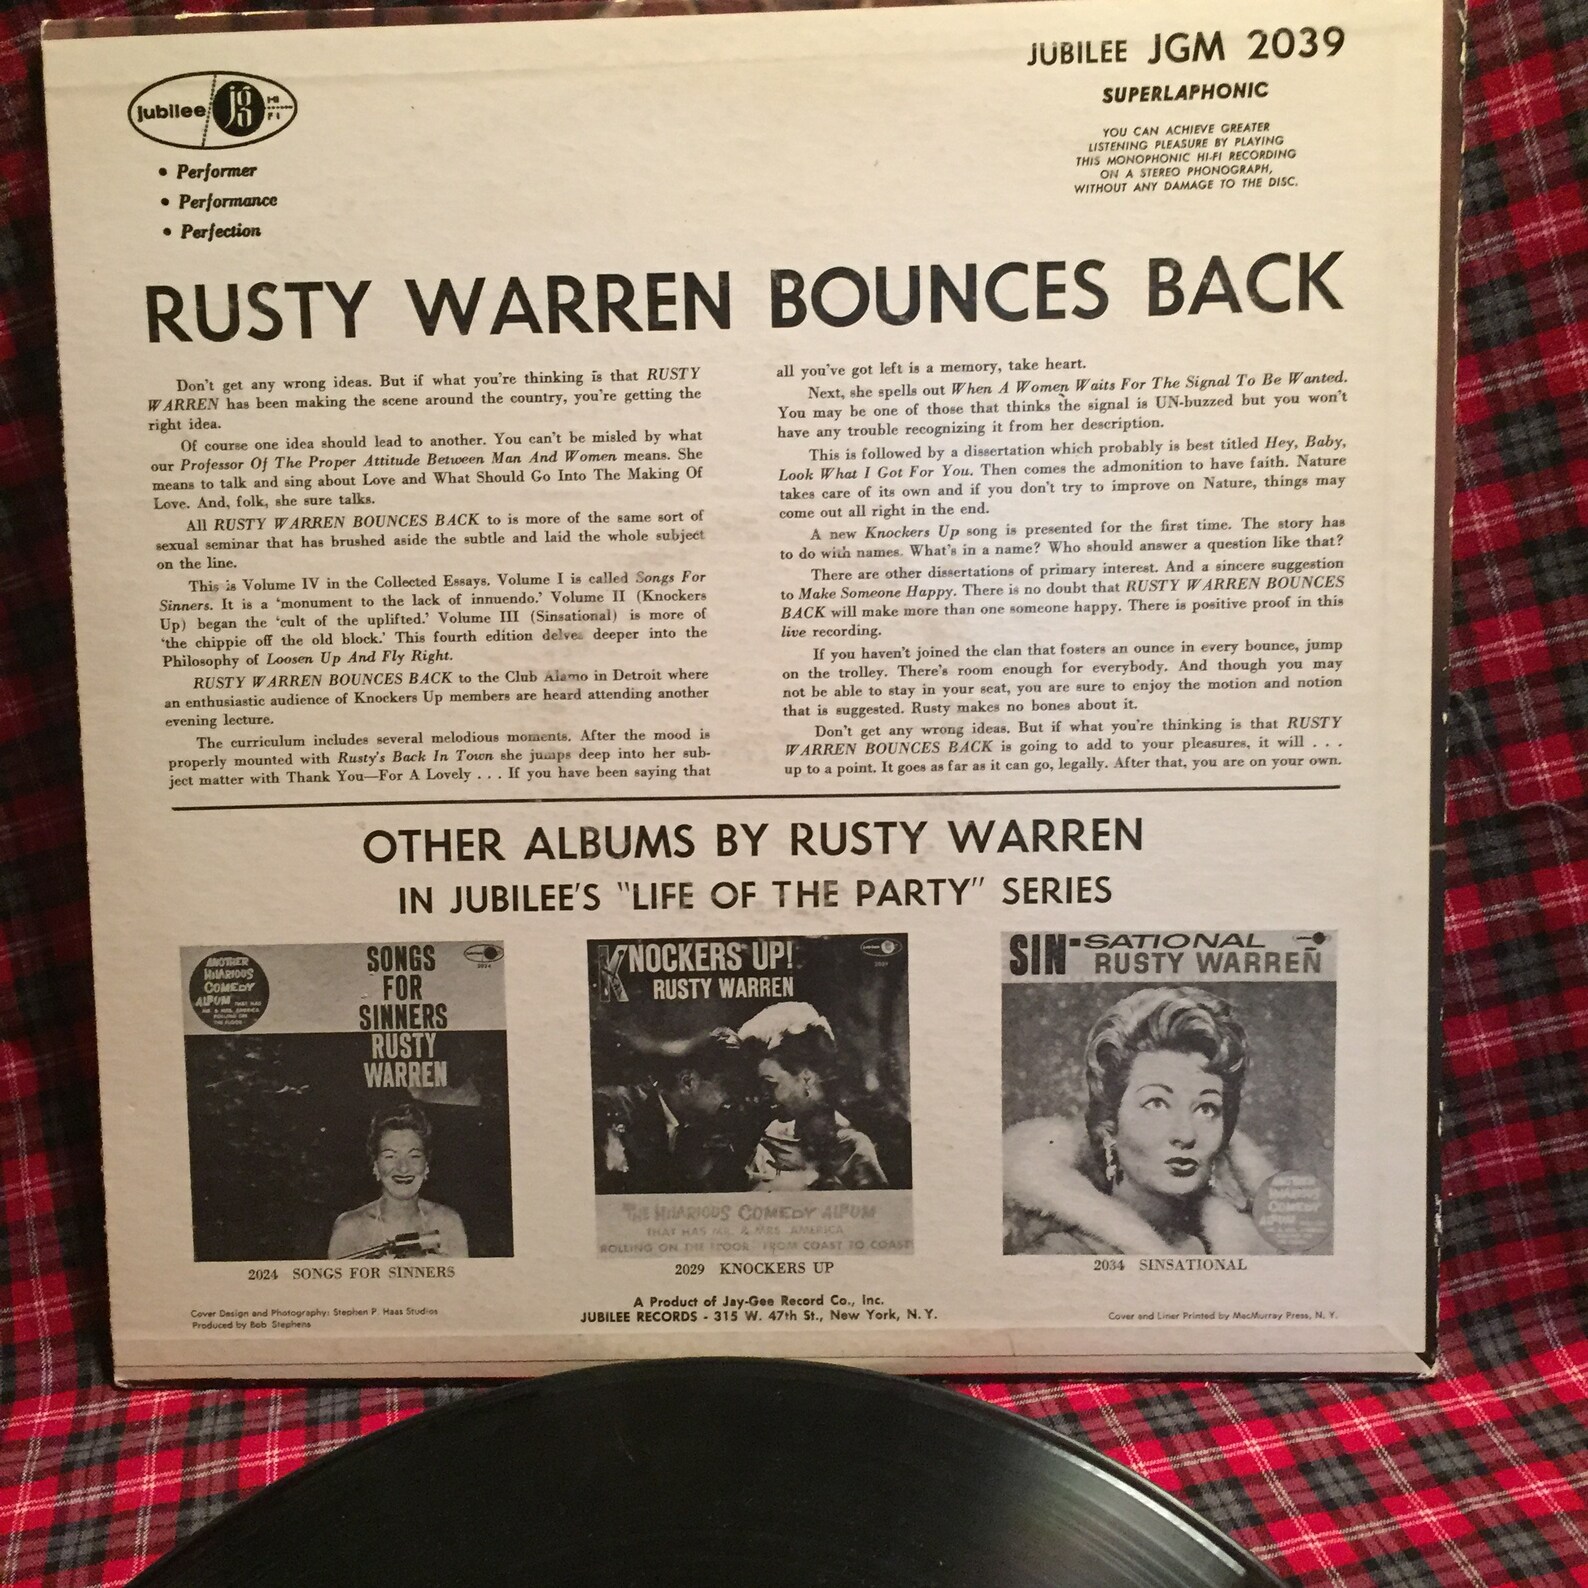 jubilee jg HI FI
• Performer
• Performance
• Perfection
JUBILEE JGM 2039
SUPERLAPHONIC
YOU CAN ACHIEVE GREATER
LISTENING PLEASURE BY PLAYING
THIS MONOPHONIC HI-FI RECORDING
ON A STEREO PHONOGRAPH,
WITHOUT ANY DAMAGE TO THE DISC.
RUSTY WARREN BOUNCES BACK
Don't get any wrong ideas. But if what you're thinking is that RUSTY
WARREN has been making the scene around the country, you're getting the
right idea.
Of course one idea should lead to another. You can't be misled by what
our Professor Of The Proper Attitude Between Man And Women means. She
means to talk and sing about Love and What Should Go Into The Making Of
Love. And, folk, she sure talks.
All RUSTY WARREN BOUNCES BACK to is more of the same sort of
sexual seminar that has brushed aside the subtle and laid the whole subject
on the line.
This is Volume IV in the Collected Essays. Volume I is called Songs For
Sinners. It is a 'monument to the lack of innuendo.' Volume II (Knockers
Up) began the 'cult of the uplifted.' Volume III (Sinsational) is more of
'the chippie off the old block.' This fourth edition delves deeper into the
Philosophy of Loosen Up And Fly Right.
RUSTY WARREN BOUNCES BACK to the Club Alamo in Detroit where
an enthusiastic audience of Knockers Up members are heard attending another
evening lecture.
The curriculum includes several melodious moments. After the mood is
properly mounted with Rusty's Back In Town she jumps deep into her sub-
ject matter with Thank You—For A Lovely . . . If you have been saying that
all you've got left is a memory, take heart.
Next, she spells out When A Women Waits For The Signal To Be Wanted.
You may be one of those that thinks the signal is UN-buzzed but you won't
have any trouble recognizing it from her description.
This is followed by a dissertation which probably is best titled Hey, Baby,
Look What I Got For You. Then comes the admonition to have faith. Nature
takes care of its own and if you don't try to improve on Nature, things may
come out all right in the end.
A new Knockers Up song is presented for the first time. The story has
to do with names. What's in a name? Who should answer a question like that?
There are other dissertations of primary interest. And a sincere suggestion
to Make Someone Happy. There is no doubt that RUSTY WARREN BOUNCES
BACK will make more than one someone happy. There is positive proof in this
live recording.
If you haven't joined the clan that fosters an ounce in every bounce, jump
on the trolley. There's room enough for everybody. And though you may
not be able to stay in your seat, you are sure to enjoy the motion and notion
that is suggested. Rusty makes no bones about it.
Don't get any wrong ideas. But if what you're thinking is that RUSTY
WARREN BOUNCES BACK is going to add to your pleasures, it will . . .
up to a point. It goes as far as it can go, legally. After that, you are on your own.
OTHER ALBUMS BY RUSTY WARREN
IN JUBILEE'S "LIFE OF THE PARTY" SERIES
ANOTHER
HILARIOUS
COMEDY
ALBUM THAT HAS
MR. & MRS. AMERICA
ROLLING ON
THE FLOOR
SONGS
FOR
SINNERS
RUSTY
WARREN
2024
2024 SONGS FOR SINNERS
KNOCKERS UP!
RUSTY WARREN
2029
THE HILARIOUS COMEDY ALBUM
THAT HAS MR. & MRS. AMERICA
ROLLING ON THE FLOOR FROM COAST TO COAST
2029 KNOCKERS UP
SIN-SATIONAL
RUSTY WARREN
2034 SINSATIONAL
Cover Design and Photography: Stephen P. Haas Studios
Produced by Bob Stephens
A Product of Jay-Gee Record Co., Inc.
JUBILEE RECORDS - 315 W. 47th St., New York, N. Y.
Cover and Liner Printed by MacMurray Press, N. Y.